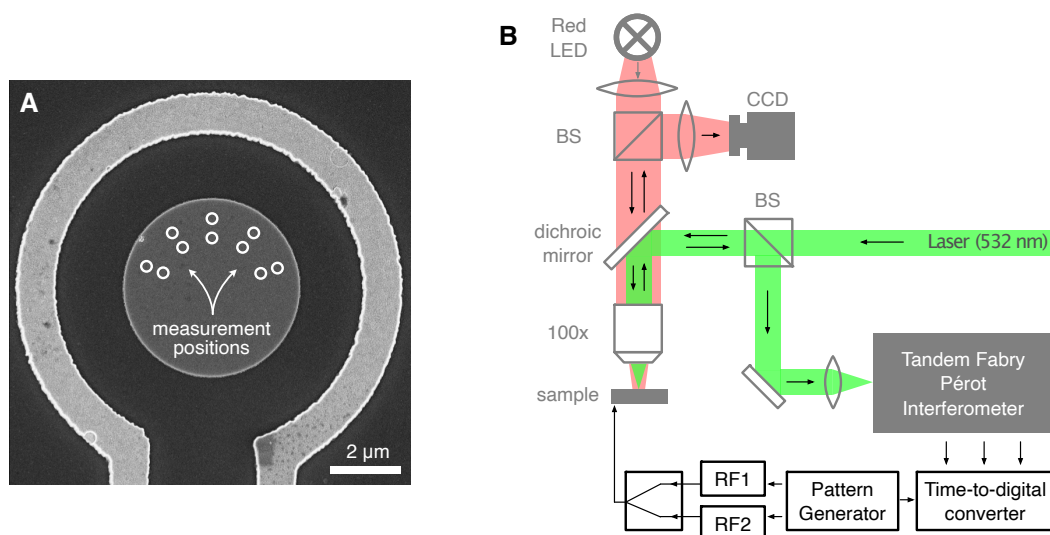 A
measurement
positions
2 µm
B
Red
LED
BS
CCD
BS
dichroic
mirror
Laser (532 nm)
100x
sample
Tandem Fabry
Pérot
Interferometer
RF1
RF2
Pattern
Generator
Time-to-digital
converter